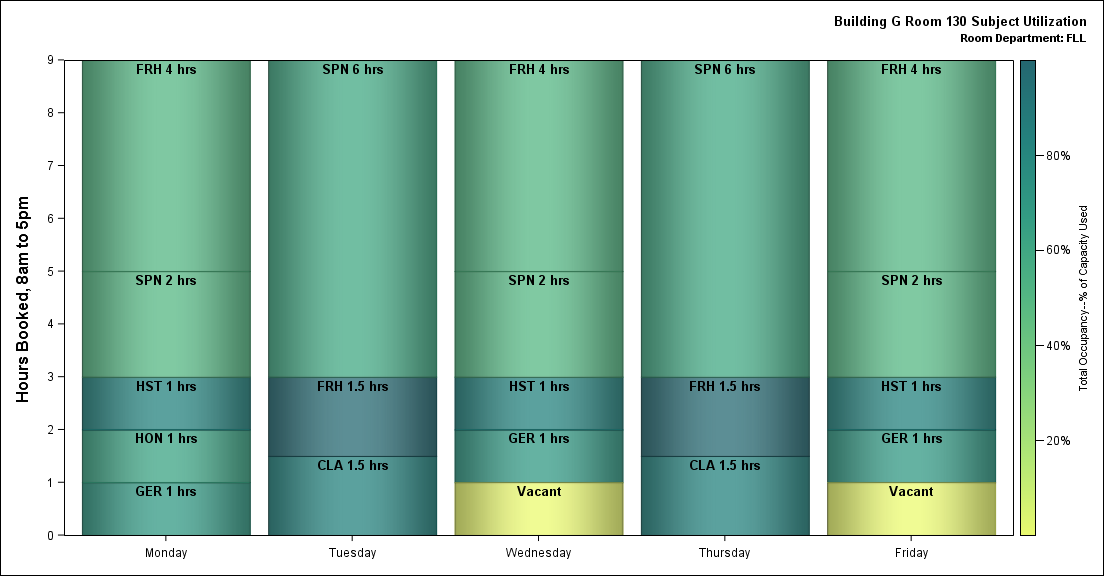 Building G Room 130 Subject Utilization
Room Department: FLL
Hours Booked, 8am to 5pm
9
8
7
6
5
4
3
2
1
0
FRH 4 hrs
SPN 2 hrs
HST 1 hrs
HON 1 hrs
GER 1 hrs
Monday
SPN 6 hrs
FRH 1.5 hrs
CLA 1.5 hrs
Tuesday
FRH 4 hrs
SPN 2 hrs
HST 1 hrs
GER 1 hrs
Vacant
Wednesday
SPN 6 hrs
FRH 1.5 hrs
CLA 1.5 hrs
Thursday
FRH 4 hrs
SPN 2 hrs
HST 1 hrs
GER 1 hrs
Vacant
Friday
80%
60%
40%
20%
Total Occupancy--% of Capacity Used